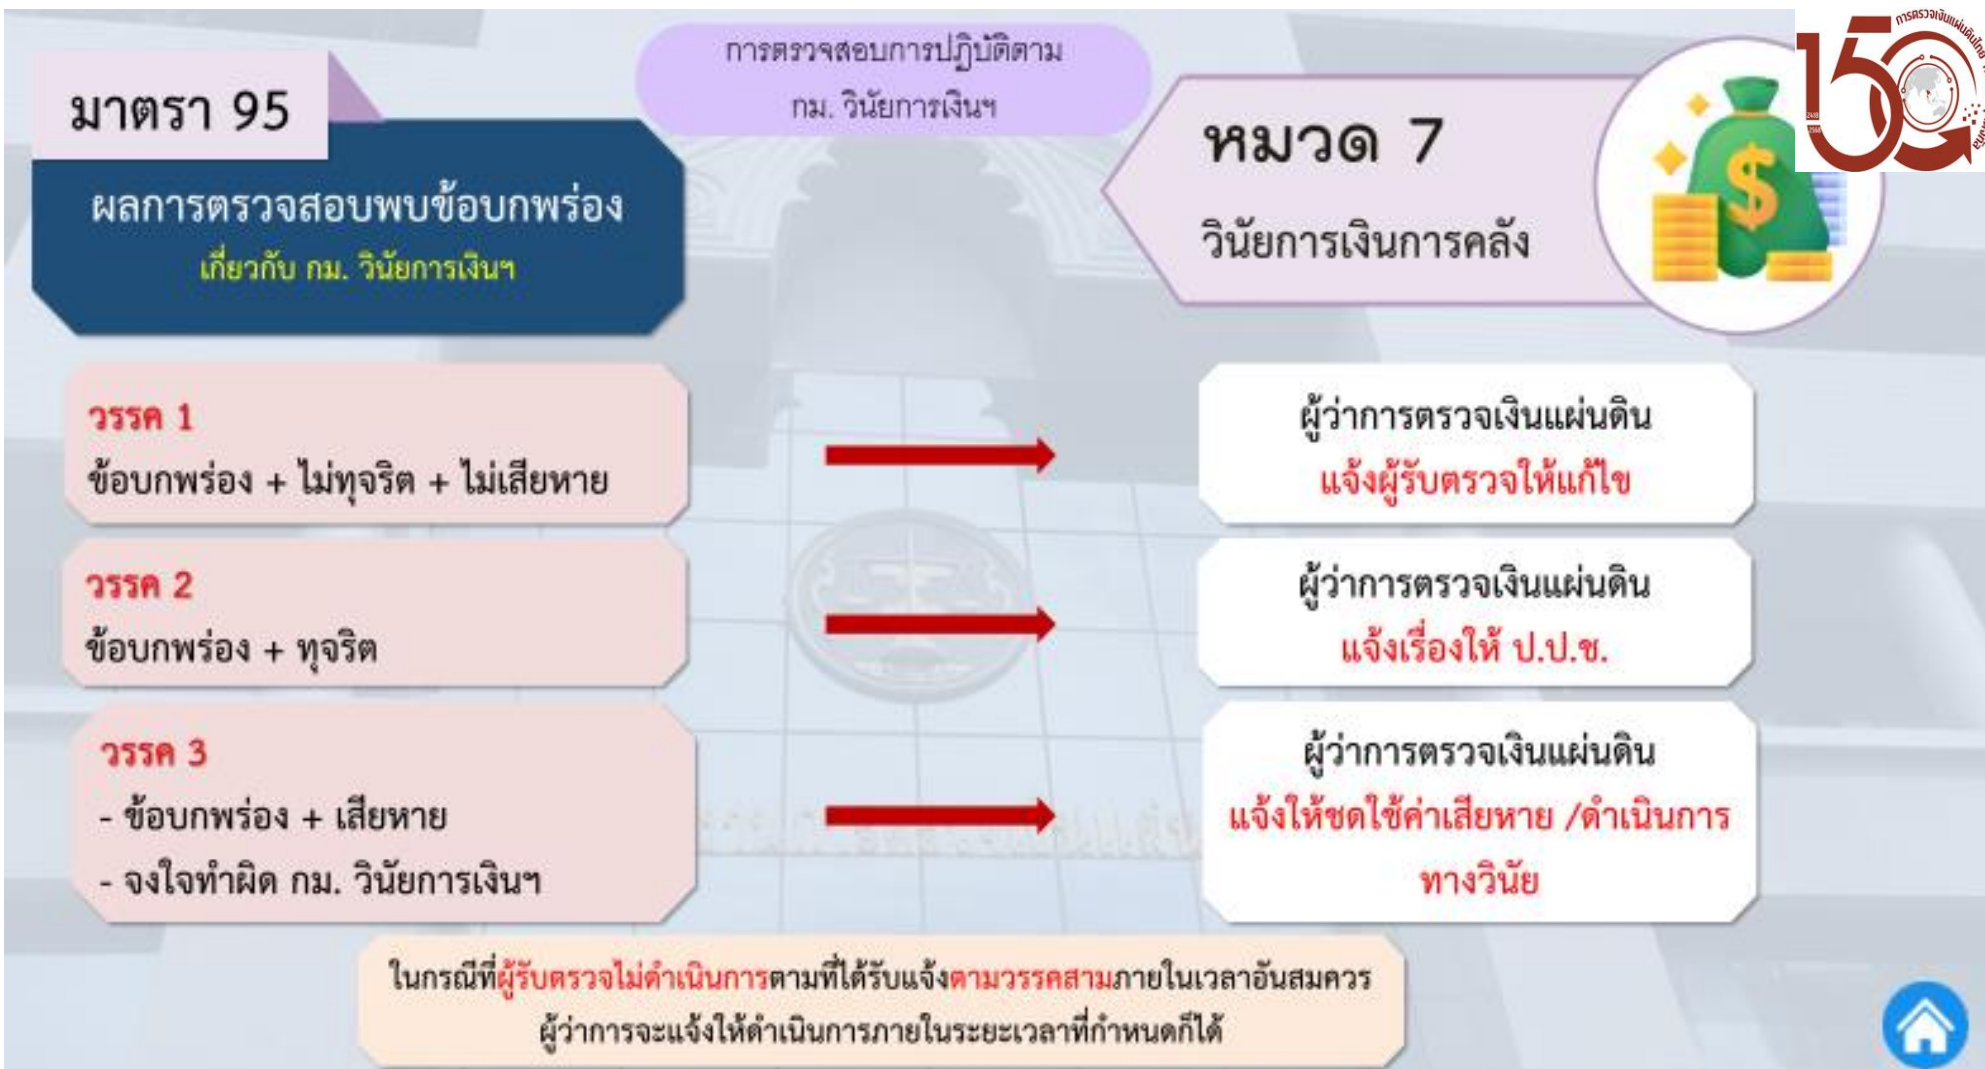 การตรวจสอบการปฏิบัติตาม
กม. วินัยการเงินฯ
มาตรา 95
ผลการตรวจสอบพบข้อบกพร่อง
เกี่ยวกับ กม. วินัยการเงินฯ
หมวด 7
วินัยการเงินการคลัง
150
วรรค 1
ข้อบกพร่อง + ไม่ทุจริต + ไม่เสียหาย
ผู้ว่าการตรวจเงินแผ่นดิน
แจ้งผู้รับตรวจให้แก้ไข
วรรค 2
ข้อบกพร่อง + ทุจริต
ผู้ว่าการตรวจเงินแผ่นดิน
แจ้งเรื่องให้ ป.ป.ช.
วรรค 3
- ข้อบกพร่อง + เสียหาย
- จงใจทำผิด กม. วินัยการเงินฯ
ผู้ว่าการตรวจเงินแผ่นดิน
แจ้งให้ชดใช้ค่าเสียหาย /ดำเนินการ
ทางวินัย
ในกรณีที่ผู้รับตรวจไม่ดำเนินการตามที่ได้รับแจ้งตามวรรคสามภายในเวลาอันสมควร
ผู้ว่าการจะแจ้งให้ดำเนินการภายในระยะเวลาที่กำหนดก็ได้